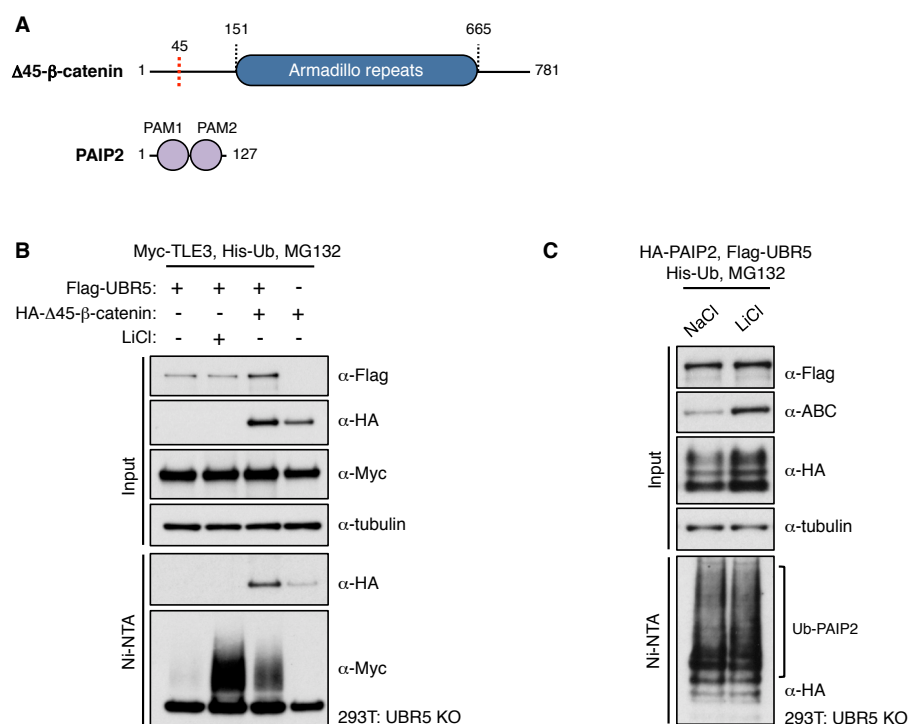 A
151
665
45
Δ45-β-catenin
1
Armadillo repeats
781
PAM1 PAM2
PAIP2
1
127
B
Myc-TLE3, His-Ub, MG132
Flag-UBR5: + + + -
HA-Δ45-β-catenin: - - + +
LiCl: - + - -
Input
α-Flag
α-HA
α-Myc
α-tubulin
Ni-NTA
α-HA
α-Myc
293T: UBR5 KO
C
HA-PAIP2, Flag-UBR5
His-Ub, MG132
NaCl LiCl
Input
α-Flag
α-ABC
α-HA
α-tubulin
Ni-NTA
Ub-PAIP2
α-HA
293T: UBR5 KO